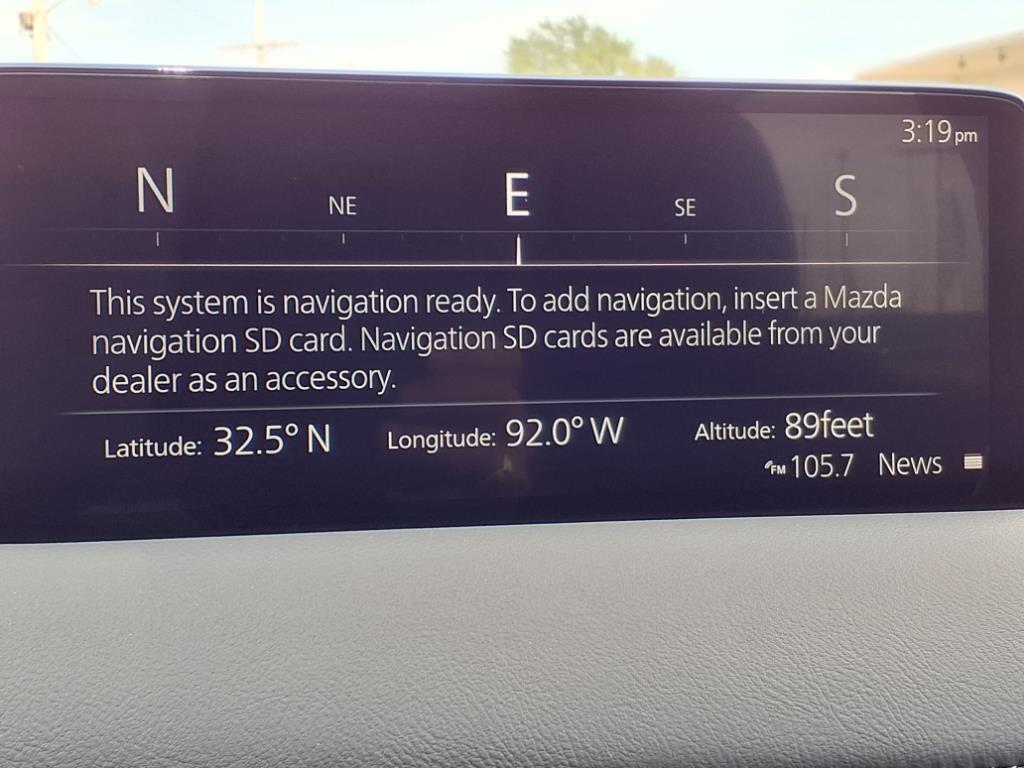 3:19 pm
N NE E SE S
This system is navigation ready. To add navigation, insert a Mazda
navigation SD card. Navigation SD cards are available from your
dealer as an accessory.
Latitude: 32.5° N Longitude: 92.0° W Altitude: 89feet
FM 105.7 News